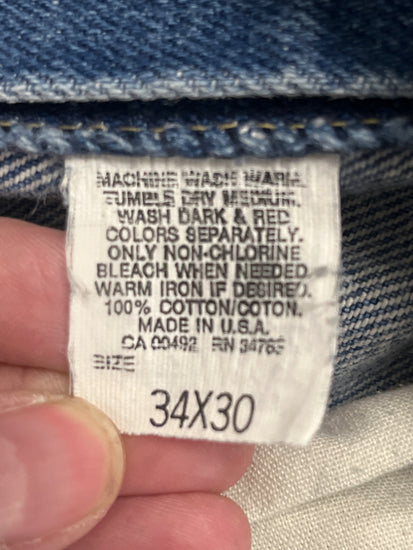 MACHINE WASH WARM.
TUMBLE DRY MEDIUM.
WASH DARK & RED
COLORS SEPARATELY.
ONLY NON-CHLORINE
BLEACH WHEN NEEDED.
WARM IRON IF DESIRED.
100% COTTON/COTON.
MADE IN U.S.A.
CA 00492 RN
SIZE
34X30